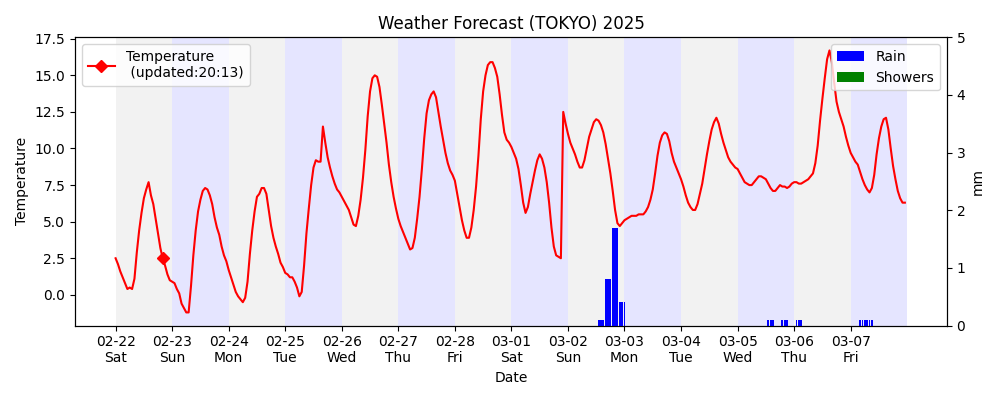 Weather Forecast (TOKYO) 2025
17.5
15.0
12.5
10.0
7.5
5.0
2.5
0.0
Temperature
Temperature
(updated:20:13)
Rain
Showers
5
4
3
2
1
0
mm
02-22 02-23 02-24 02-25 02-26 02-27 02-28 03-01 03-02 03-03 03-04 03-05 03-06 03-07
Sat Sun Mon Tue Wed Thu Fri Sat Sun Mon Tue Wed Thu Fri
Date